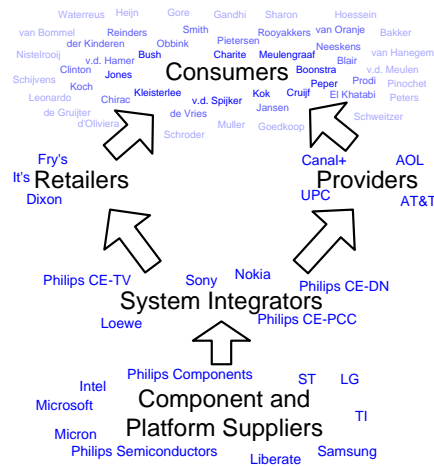 Waterreus Heijn Gore Gandhi Sharon Hoessein
van Bommel Reinders Smith Rooyakkers van Oranje Bakker
der Kinderen Obbink Pietersen Neeskens van Hanegem
Nistelrooij v.d. Hamer Bush Charite Meulengraaf Blair
Clinton Jones Consumers Boonstra v.d. Meulen
Schijvens Koch Peper Prodi Pinochet
Leonardo Chirac Kleisterlee v.d. Spijker Kok Cruijf El Khatabi Peters
de Gruijter de Vries Jansen Schweitzer
d'Oliviera Schroder Muller Goedkoop
Fry's Canal+ AOL
It's Retailers Providers
Dixon UPC AT&T
Philips CE-TV Sony Nokia Philips CE-DN
System Integrators
Loewe Philips CE-PCC
Philips Components ST LG
Intel Component and
Microsoft Platform Suppliers TI
Micron
Philips Semiconductors Liberate Samsung